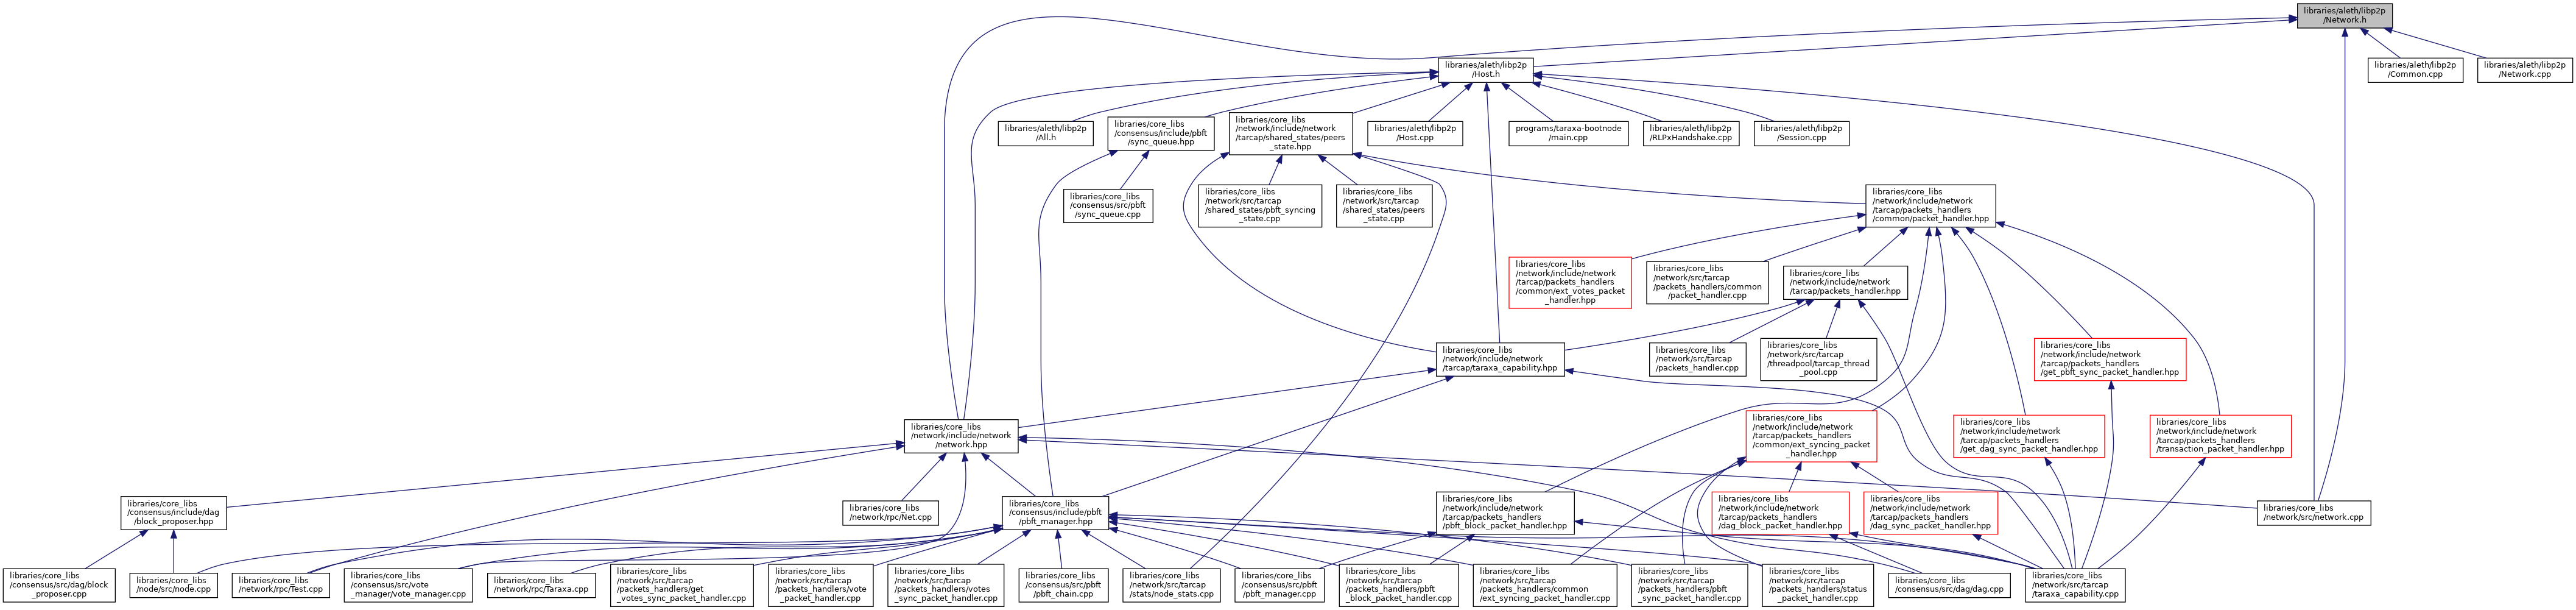 libraries/aleth/libp2p
/Network.h
libraries/aleth/libp2p
/Host.h
libraries/aleth/libp2p
/Common.cpp
libraries/aleth/libp2p
/Network.cpp
libraries/aleth/libp2p
/All.h
libraries/core_libs
/consensus/include/pbft
/sync_queue.hpp
libraries/core_libs
/network/include/network
/tarcap/shared_states/peers
_state.hpp
libraries/aleth/libp2p
/Host.cpp
programs/taraxa-bootnode
/main.cpp
libraries/aleth/libp2p
/RLPxHandshake.cpp
libraries/aleth/libp2p
/Session.cpp
libraries/core_libs
/consensus/src/pbft
/sync_queue.cpp
libraries/core_libs
/network/src/tarcap
/shared_states/pbft_syncing
_state.cpp
libraries/core_libs
/network/src/tarcap
/shared_states/peers
_state.cpp
libraries/core_libs
/network/include/network
/tarcap/packets_handlers
/common/packet_handler.hpp
libraries/core_libs
/network/include/network
/tarcap/packets_handlers
/common/ext_votes_packet
_handler.hpp
libraries/core_libs
/network/src/tarcap
/packets_handlers/common
/packet_handler.cpp
libraries/core_libs
/network/include/network
/tarcap/packets_handler.hpp
libraries/core_libs
/network/include/network
/tarcap/taraxa_capability.hpp
libraries/core_libs
/network/src/tarcap
/packets_handler.cpp
libraries/core_libs
/network/src/tarcap
/threadpool/tarcap_thread
_pool.cpp
libraries/core_libs
/network/include/network
/tarcap/packets_handlers
/get_pbft_sync_packet_handler.hpp
libraries/core_libs
/network/include/network
/network.hpp
libraries/core_libs
/network/include/network
/tarcap/packets_handlers
/common/ext_syncing_packet
_handler.hpp
libraries/core_libs
/network/include/network
/tarcap/packets_handlers
/get_dag_sync_packet_handler.hpp
libraries/core_libs
/network/include/network
/tarcap/packets_handlers
/transaction_packet_handler.hpp
libraries/core_libs
/consensus/include/dag
/block_proposer.hpp
libraries/core_libs
/network/rpc/Net.cpp
libraries/core_libs
/consensus/include/pbft
/pbft_manager.hpp
libraries/core_libs
/network/include/network
/tarcap/packets_handlers
/pbft_block_packet_handler.hpp
libraries/core_libs
/network/include/network
/tarcap/packets_handlers
/dag_block_packet_handler.hpp
libraries/core_libs
/network/include/network
/tarcap/packets_handlers
/dag_sync_packet_handler.hpp
libraries/core_libs
/network/src/network.cpp
libraries/core_libs
/consensus/src/dag/block
_proposer.cpp
libraries/core_libs
/node/src/node.cpp
libraries/core_libs
/network/rpc/Test.cpp
libraries/core_libs
/consensus/src/vote
_manager/vote_manager.cpp
libraries/core_libs
/network/rpc/Taraxa.cpp
libraries/core_libs
/network/src/tarcap
/packets_handlers/get
_votes_sync_packet_handler.cpp
libraries/core_libs
/network/src/tarcap
/packets_handlers/vote
_packet_handler.cpp
libraries/core_libs
/network/src/tarcap
/packets_handlers/votes
_sync_packet_handler.cpp
libraries/core_libs
/consensus/src/pbft
/pbft_chain.cpp
libraries/core_libs
/network/src/tarcap
/stats/node_stats.cpp
libraries/core_libs
/consensus/src/pbft
/pbft_manager.cpp
libraries/core_libs
/network/src/tarcap
/packets_handlers/pbft
_block_packet_handler.cpp
libraries/core_libs
/network/src/tarcap
/packets_handlers/common
/ext_syncing_packet_handler.cpp
libraries/core_libs
/network/src/tarcap
/packets_handlers/pbft
_sync_packet_handler.cpp
libraries/core_libs
/network/src/tarcap
/packets_handlers/status
_packet_handler.cpp
libraries/core_libs
/consensus/src/dag/dag.cpp
libraries/core_libs
/network/src/tarcap
/taraxa_capability.cpp